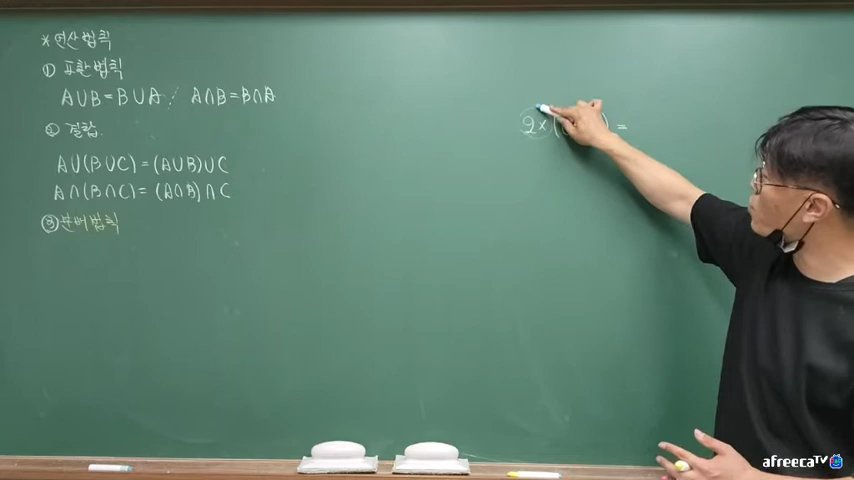 * 연산법칙
① 교환법칙
A∪B = B∪A / A∩B = B∩A
② 결합
A∪(B∪C) = (A∪B)∪C
A∩(B∩C) = (A∩B)∩C
③ 분배법칙
2×( ) =
afreecaTV